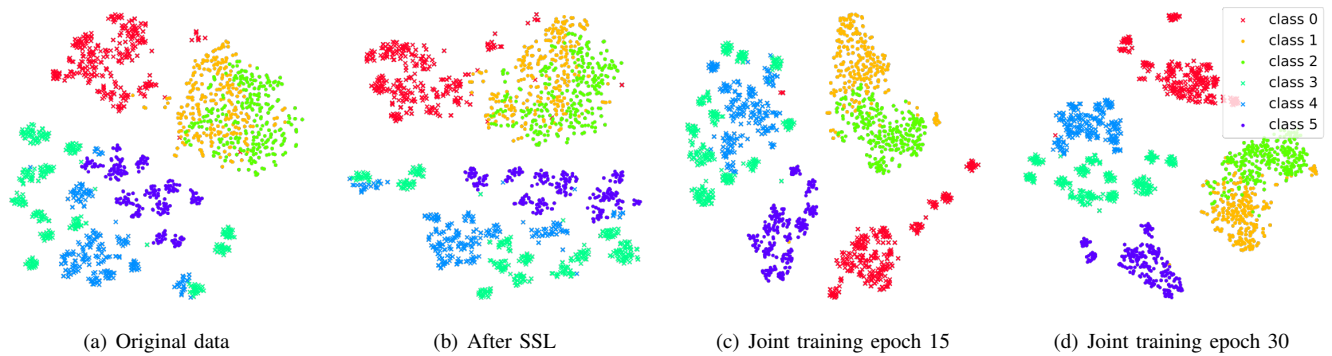 class 0
class 1
class 2
class 3
class 4
class 5
(a) Original data
(b) After SSL
(c) Joint training epoch 15
(d) Joint training epoch 30